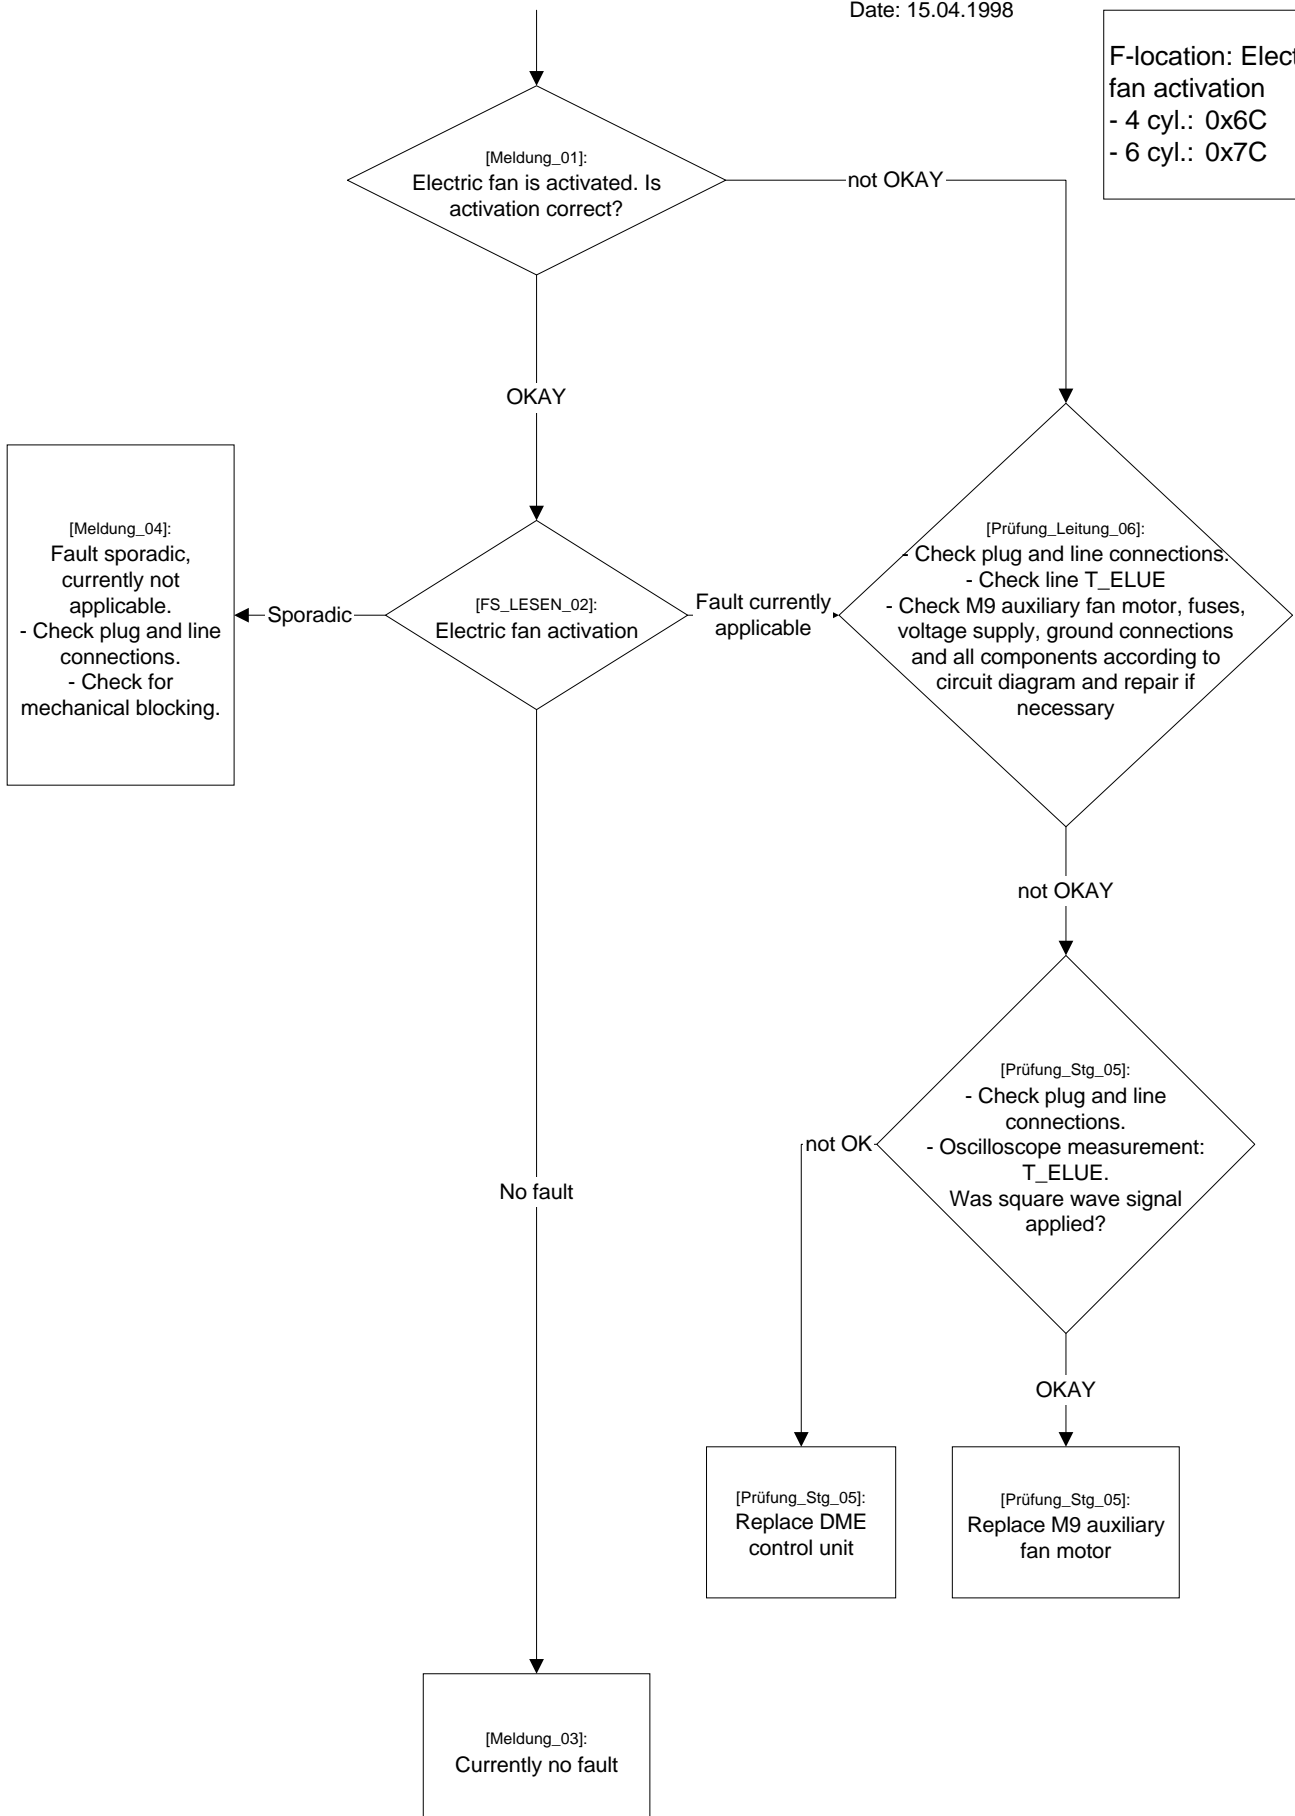 Date: 15.04.1998
F-location: Elect
fan activation
- 4 cyl.: 0x6C
- 6 cyl.: 0x7C
[Meldung_01]:
Electric fan is activated. Is
activation correct?
not OKAY
OKAY
[Meldung_04]:
Fault sporadic,
currently not
applicable.
- Check plug and line
connections.
- Check for
mechanical blocking.
Sporadic
[FS_LESEN_02]:
Electric fan activation
Fault currently
applicable
[Prüfung_Leitung_06]:
- Check plug and line connections.
- Check line T_ELUE
- Check M9 auxiliary fan motor, fuses,
voltage supply, ground connections
and all components according to
circuit diagram and repair if
necessary
not OKAY
[Prüfung_Stg_05]:
- Check plug and line
connections.
- Oscilloscope measurement:
T_ELUE.
Was square wave signal
applied?
not OK
No fault
OKAY
[Prüfung_Stg_05]:
Replace DME
control unit
[Prüfung_Stg_05]:
Replace M9 auxiliary
fan motor
[Meldung_03]:
Currently no fault